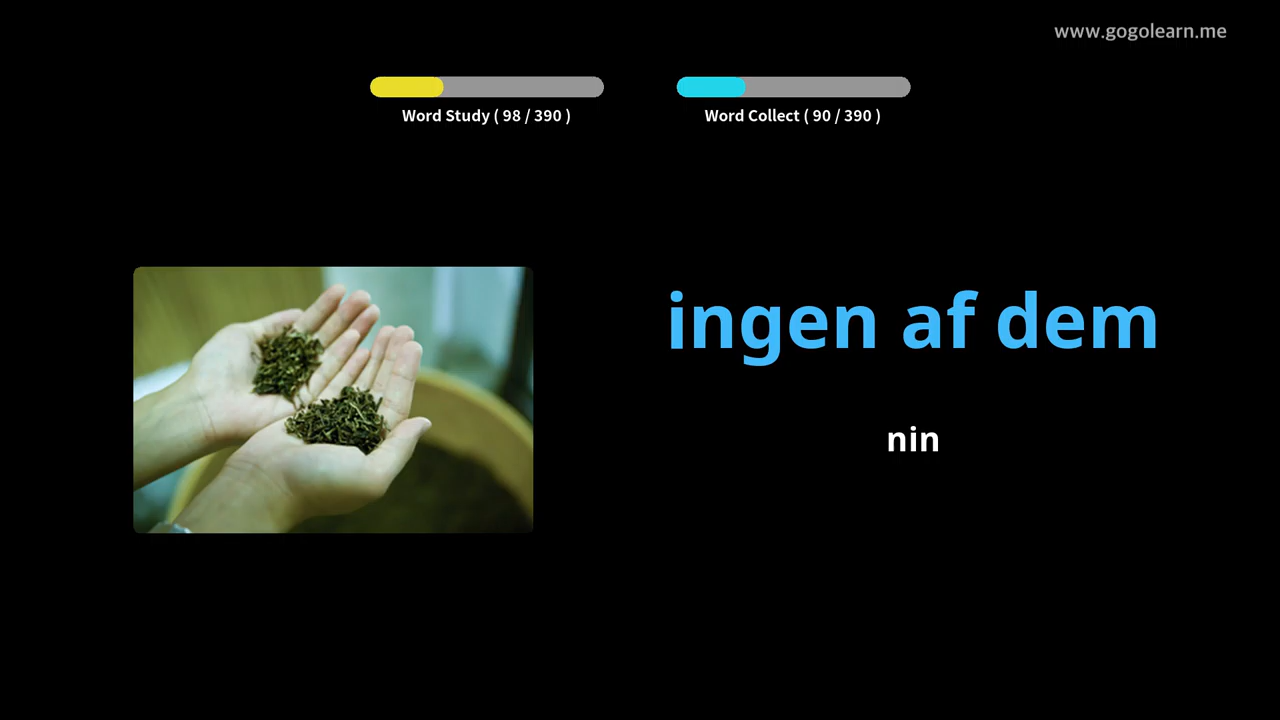 www.gogolearn.me
Word Study ( 98 / 390 )
Word Collect ( 90 / 390 )
ingen af dem
nin